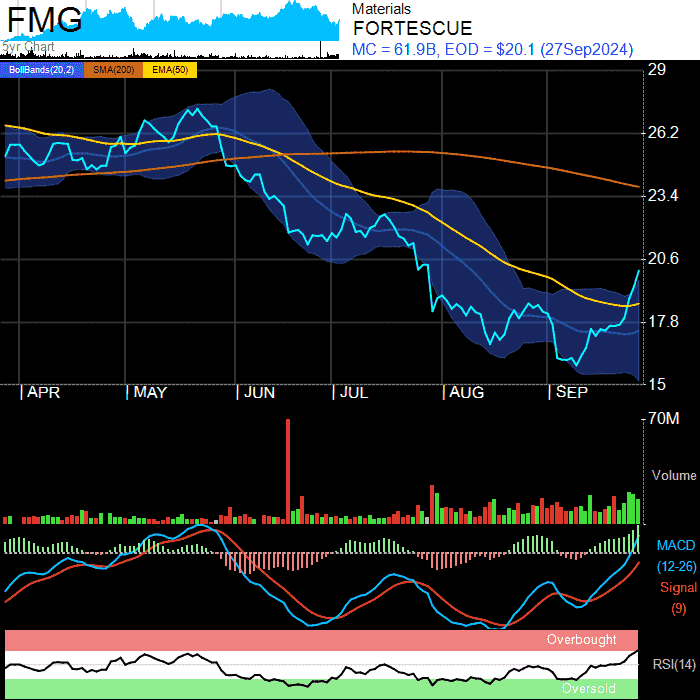 FMG
5yr Chart
Materials
FORTESCUE
MC = 61.9B, EOD = $20.1 (27Sep2024)
BollBands(20,2) SMA(200) EMA(50)
29
26.2
23.4
20.6
17.8
15
APR MAY JUN JUL AUG SEP
70M
Volume
MACD
(12-26)
Signal
(9)
Overbought
RSI(14)
Oversold